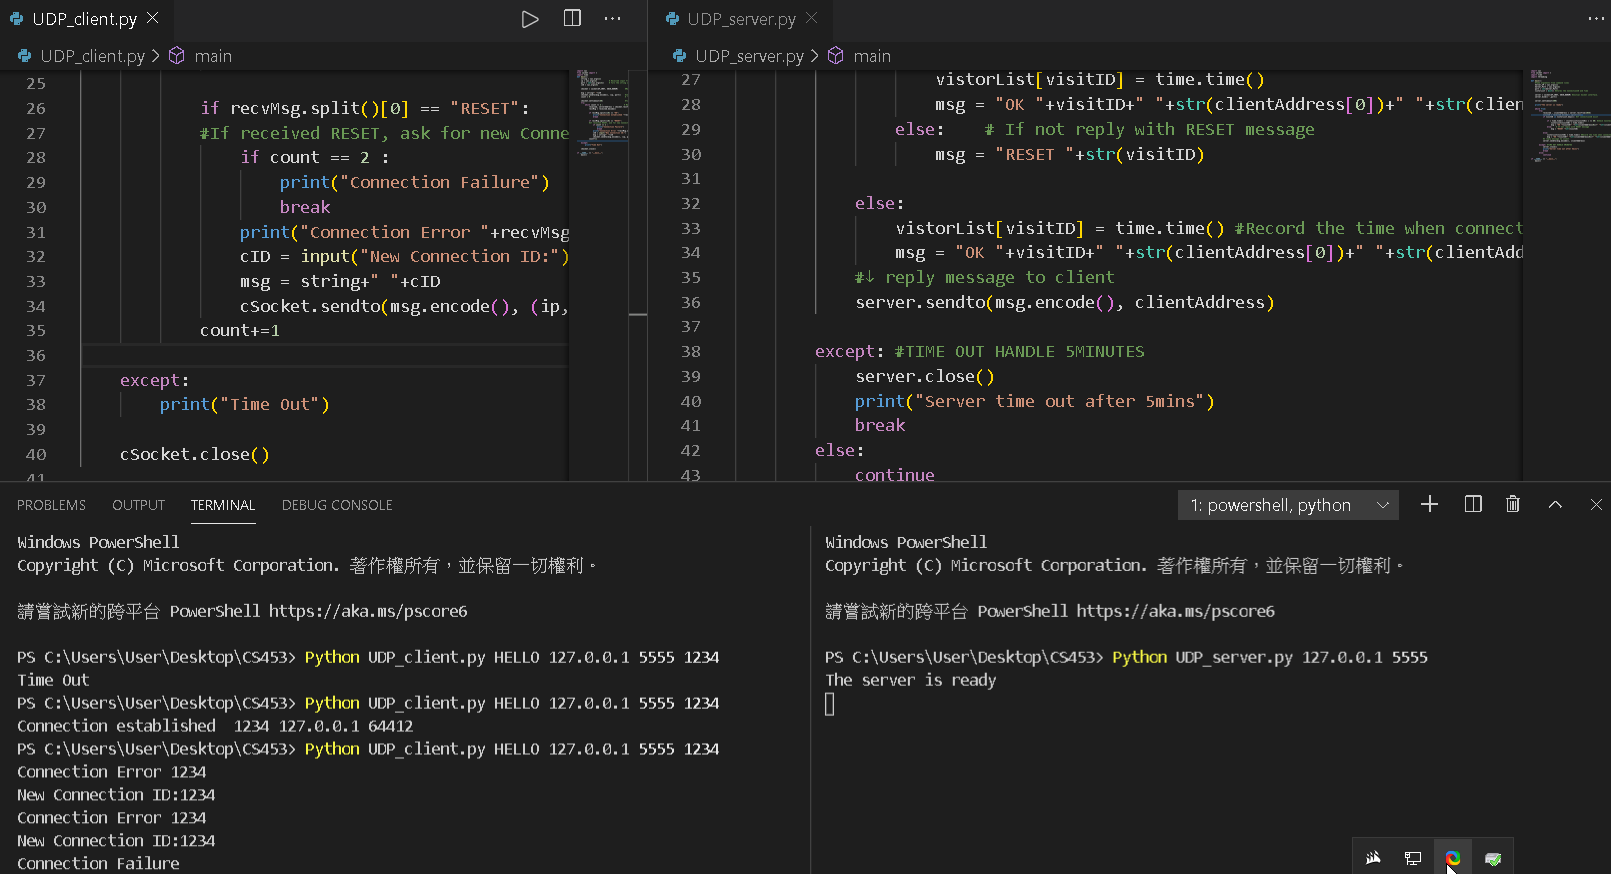 UDP_client.py
UDP_client.py > main
25
26 if recvMsg.split()[0] == "RESET":
27 #If received RESET, ask for new Conne
28 if count == 2 :
29 print("Connection Failure")
30 break
31 print("Connection Error "+recvMsg
32 cID = input("New Connection ID:")
33 msg = string+" "+cID
34 cSocket.sendto(msg.encode(), (ip,
35 count+=1
36
37 except:
38 print("Time Out")
39
40 cSocket.close()
41
UDP_server.py
UDP_server.py > main
27 vistorList[visitID] = time.time()
28 msg = "OK "+visitID+" "+str(clientAddress[0])+" "+str(clien
29 else: # If not reply with RESET message
30 msg = "RESET "+str(visitID)
31
32 else:
33 vistorList[visitID] = time.time() #Record the time when connect
34 msg = "OK "+visitID+" "+str(clientAddress[0])+" "+str(clientAdd
35 #↓ reply message to client
36 server.sendto(msg.encode(), clientAddress)
37
38 except: #TIME OUT HANDLE 5MINUTES
39 server.close()
40 print("Server time out after 5mins")
41 break
42 else:
43 continue
PROBLEMS OUTPUT TERMINAL DEBUG CONSOLE
1: powershell, python
Windows PowerShell
Copyright (C) Microsoft Corporation. 著作權所有，並保留一切權利。
請嘗試新的跨平台 PowerShell https://aka.ms/pscore6
PS C:\Users\User\Desktop\CS453> Python UDP_client.py HELLO 127.0.0.1 5555 1234
Time Out
PS C:\Users\User\Desktop\CS453> Python UDP_client.py HELLO 127.0.0.1 5555 1234
Connection established  1234 127.0.0.1 64412
PS C:\Users\User\Desktop\CS453> Python UDP_client.py HELLO 127.0.0.1 5555 1234
Connection Error 1234
New Connection ID:1234
Connection Error 1234
New Connection ID:1234
Connection Failure
Windows PowerShell
Copyright (C) Microsoft Corporation. 著作權所有，並保留一切權利。
請嘗試新的跨平台 PowerShell https://aka.ms/pscore6
PS C:\Users\User\Desktop\CS453> Python UDP_server.py 127.0.0.1 5555
The server is ready